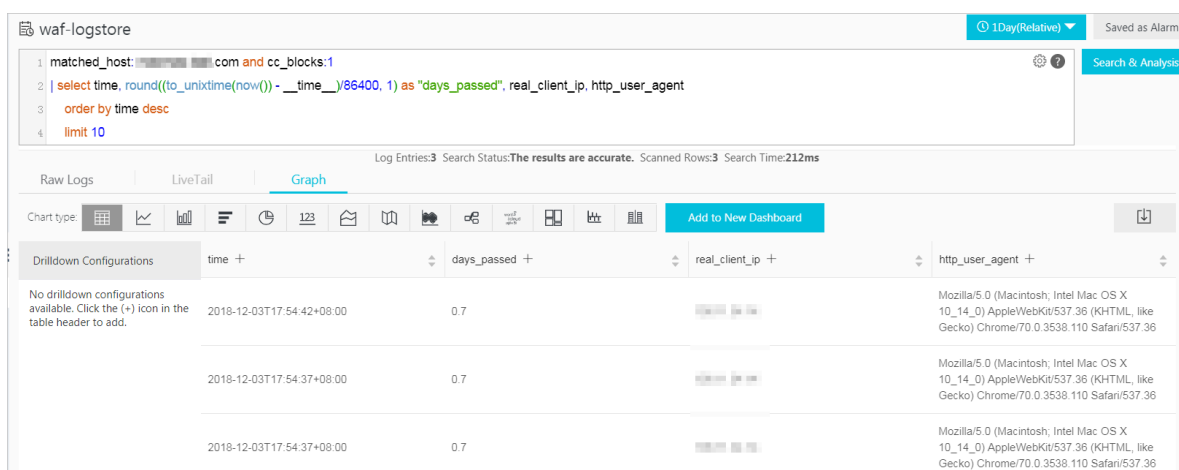 waf-logstore
1Day(Relative)
Saved as Alarm
1 matched_host: .com and cc_blocks:1
2 | select time, round((to_unixtime(now()) - __time__)/86400, 1) as "days_passed", real_client_ip, http_user_agent
3 order by time desc
4 limit 10
Search & Analysis
Log Entries:3 Search Status:The results are accurate. Scanned Rows:3 Search Time:212ms
Raw Logs
LiveTail
Graph
Chart type:
123
Add to New Dashboard
Drilldown Configurations
time
days_passed
real_client_ip
http_user_agent
No drilldown configurations
available. Click the (+) icon in the
table header to add.
2018-12-03T17:54:42+08:00
0.7
Mozilla/5.0 (Macintosh; Intel Mac OS X
10_14_0) AppleWebKit/537.36 (KHTML, like
Gecko) Chrome/70.0.3538.110 Safari/537.36
2018-12-03T17:54:37+08:00
0.7
Mozilla/5.0 (Macintosh; Intel Mac OS X
10_14_0) AppleWebKit/537.36 (KHTML, like
Gecko) Chrome/70.0.3538.110 Safari/537.36
2018-12-03T17:54:37+08:00
0.7
Mozilla/5.0 (Macintosh; Intel Mac OS X
10_14_0) AppleWebKit/537.36 (KHTML, like
Gecko) Chrome/70.0.3538.110 Safari/537.36